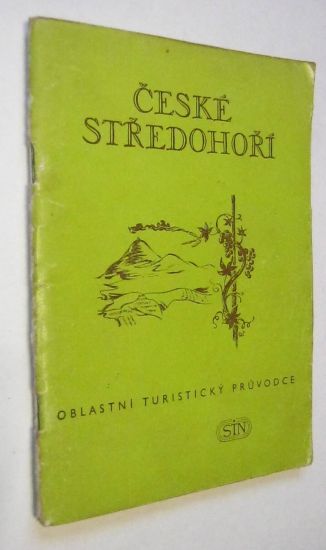 ČESKÉ
STŘEDOHOŘÍ
OBLASTNÍ TURISTICKÝ PRŮVODCE
STN